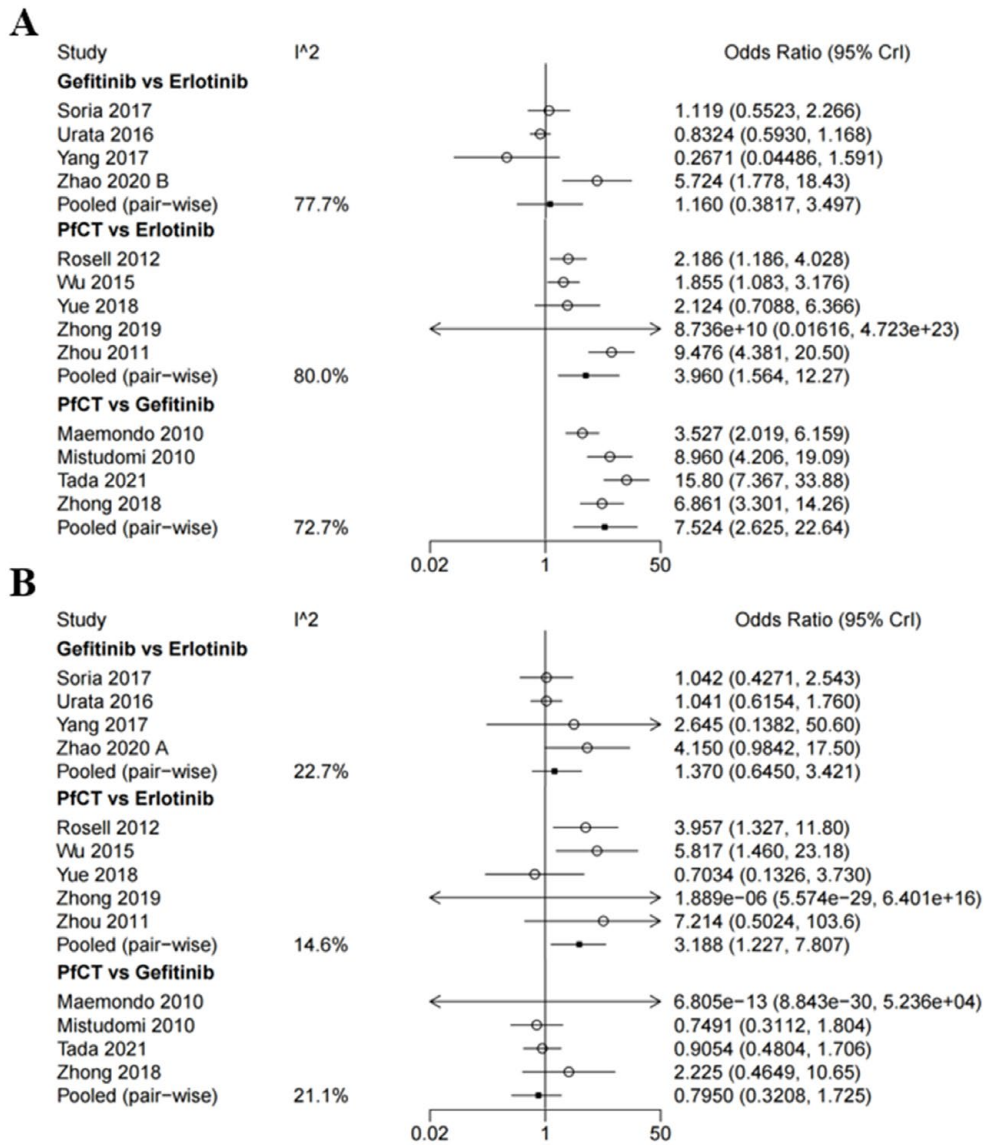 A
Study I^2 Odds Ratio (95% CrI)
Gefitinib vs Erlotinib
Soria 2017 1.119 (0.5523, 2.266)
Urata 2016 0.8324 (0.5930, 1.168)
Yang 2017 0.2671 (0.04486, 1.591)
Zhao 2020 B 5.724 (1.778, 18.43)
Pooled (pair−wise) 77.7% 1.160 (0.3817, 3.497)
PfCT vs Erlotinib
Rosell 2012 2.186 (1.186, 4.028)
Wu 2015 1.855 (1.083, 3.176)
Yue 2018 2.124 (0.7088, 6.366)
Zhong 2019 8.736e+10 (0.01616, 4.723e+23)
Zhou 2011 9.476 (4.381, 20.50)
Pooled (pair−wise) 80.0% 3.960 (1.564, 12.27)
PfCT vs Gefitinib
Maemondo 2010 3.527 (2.019, 6.159)
Mistudomi 2010 8.960 (4.206, 19.09)
Tada 2021 15.80 (7.367, 33.88)
Zhong 2018 6.861 (3.301, 14.26)
Pooled (pair−wise) 72.7% 7.524 (2.625, 22.64)
0.02 1 50
B
Study I^2 Odds Ratio (95% CrI)
Gefitinib vs Erlotinib
Soria 2017 1.042 (0.4271, 2.543)
Urata 2016 1.041 (0.6154, 1.760)
Yang 2017 2.645 (0.1382, 50.60)
Zhao 2020 A 4.150 (0.9842, 17.50)
Pooled (pair−wise) 22.7% 1.370 (0.6450, 3.421)
PfCT vs Erlotinib
Rosell 2012 3.957 (1.327, 11.80)
Wu 2015 5.817 (1.460, 23.18)
Yue 2018 0.7034 (0.1326, 3.730)
Zhong 2019 1.889e−06 (5.574e−29, 6.401e+16)
Zhou 2011 7.214 (0.5024, 103.6)
Pooled (pair−wise) 14.6% 3.188 (1.227, 7.807)
PfCT vs Gefitinib
Maemondo 2010 6.805e−13 (8.843e−30, 5.236e+04)
Mistudomi 2010 0.7491 (0.3112, 1.804)
Tada 2021 0.9054 (0.4804, 1.706)
Zhong 2018 2.225 (0.4649, 10.65)
Pooled (pair−wise) 21.1% 0.7950 (0.3208, 1.725)
0.02 1 50